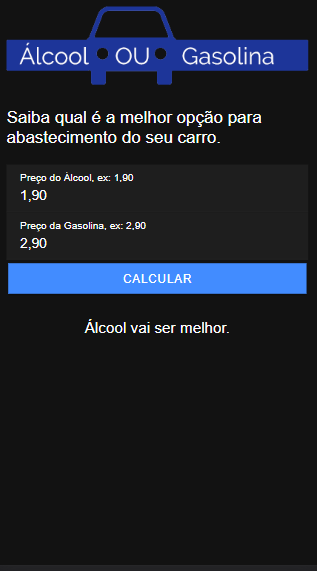 Álcool OU Gasolina
Saiba qual é a melhor opção para
abastecimento do seu carro.
Preço do Álcool, ex: 1,90
1,90
Preço da Gasolina, ex: 2,90
2,90
CALCULAR
Álcool vai ser melhor.